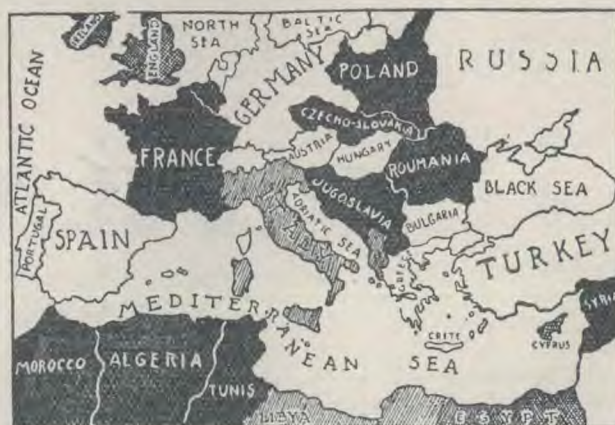 IRELAND
ENGLAND
NORTH SEA
BALTIC SEA
ATLANTIC OCEAN
GERMANY
POLAND
RUSSIA
CZECHO-SLOVAKIA
FRANCE
AUSTRIA
HUNGARY
ROUMANIA
JUGOSLAVIA
BLACK SEA
ITALY
ADRIATIC SEA
BULGARIA
PORTUGAL
SPAIN
GREECE
TURKEY
MEDITERRANEAN SEA
CRETE
CYPRUS
SYRIA
MOROCCO
ALGERIA
TUNIS
LIBYA
EGYPT